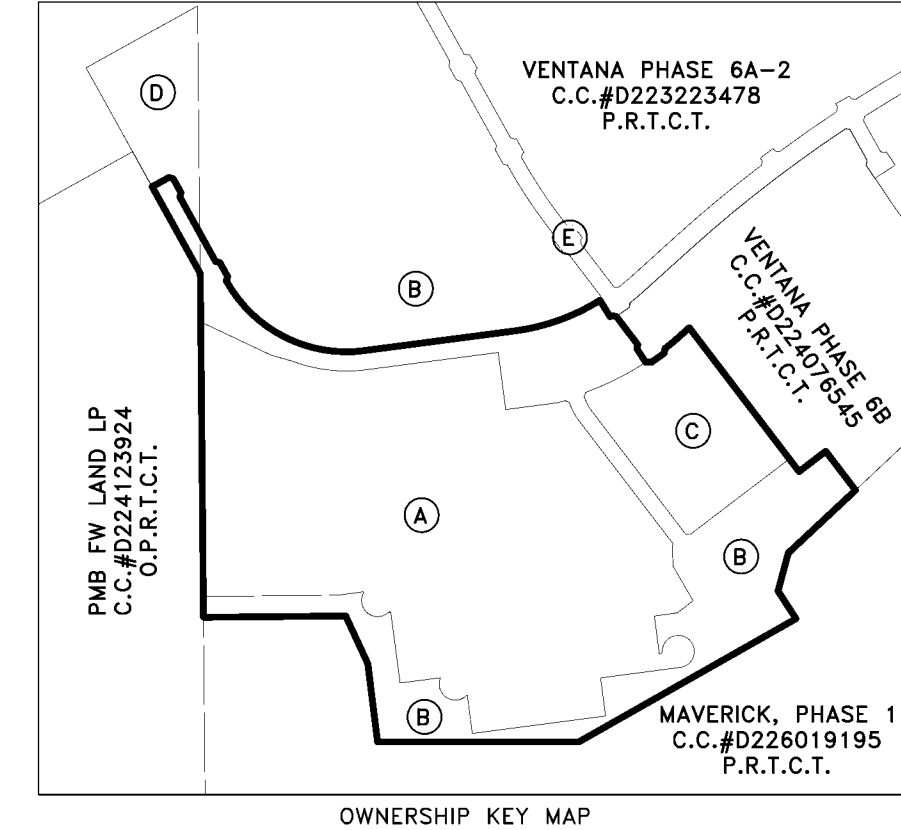 D
VENTANA PHASE 6A-2
C.C.#D223223478
P.R.T.C.T.
E
B
VENTANA PHASE 6B
C.C.#D224076545
P.R.T.C.T.
C
PMB FW LAND LP
C.C.#D224123924
O.P.R.T.C.T.
A
B
B
MAVERICK, PHASE 1
C.C.#D226019195
P.R.T.C.T.
OWNERSHIP KEY MAP